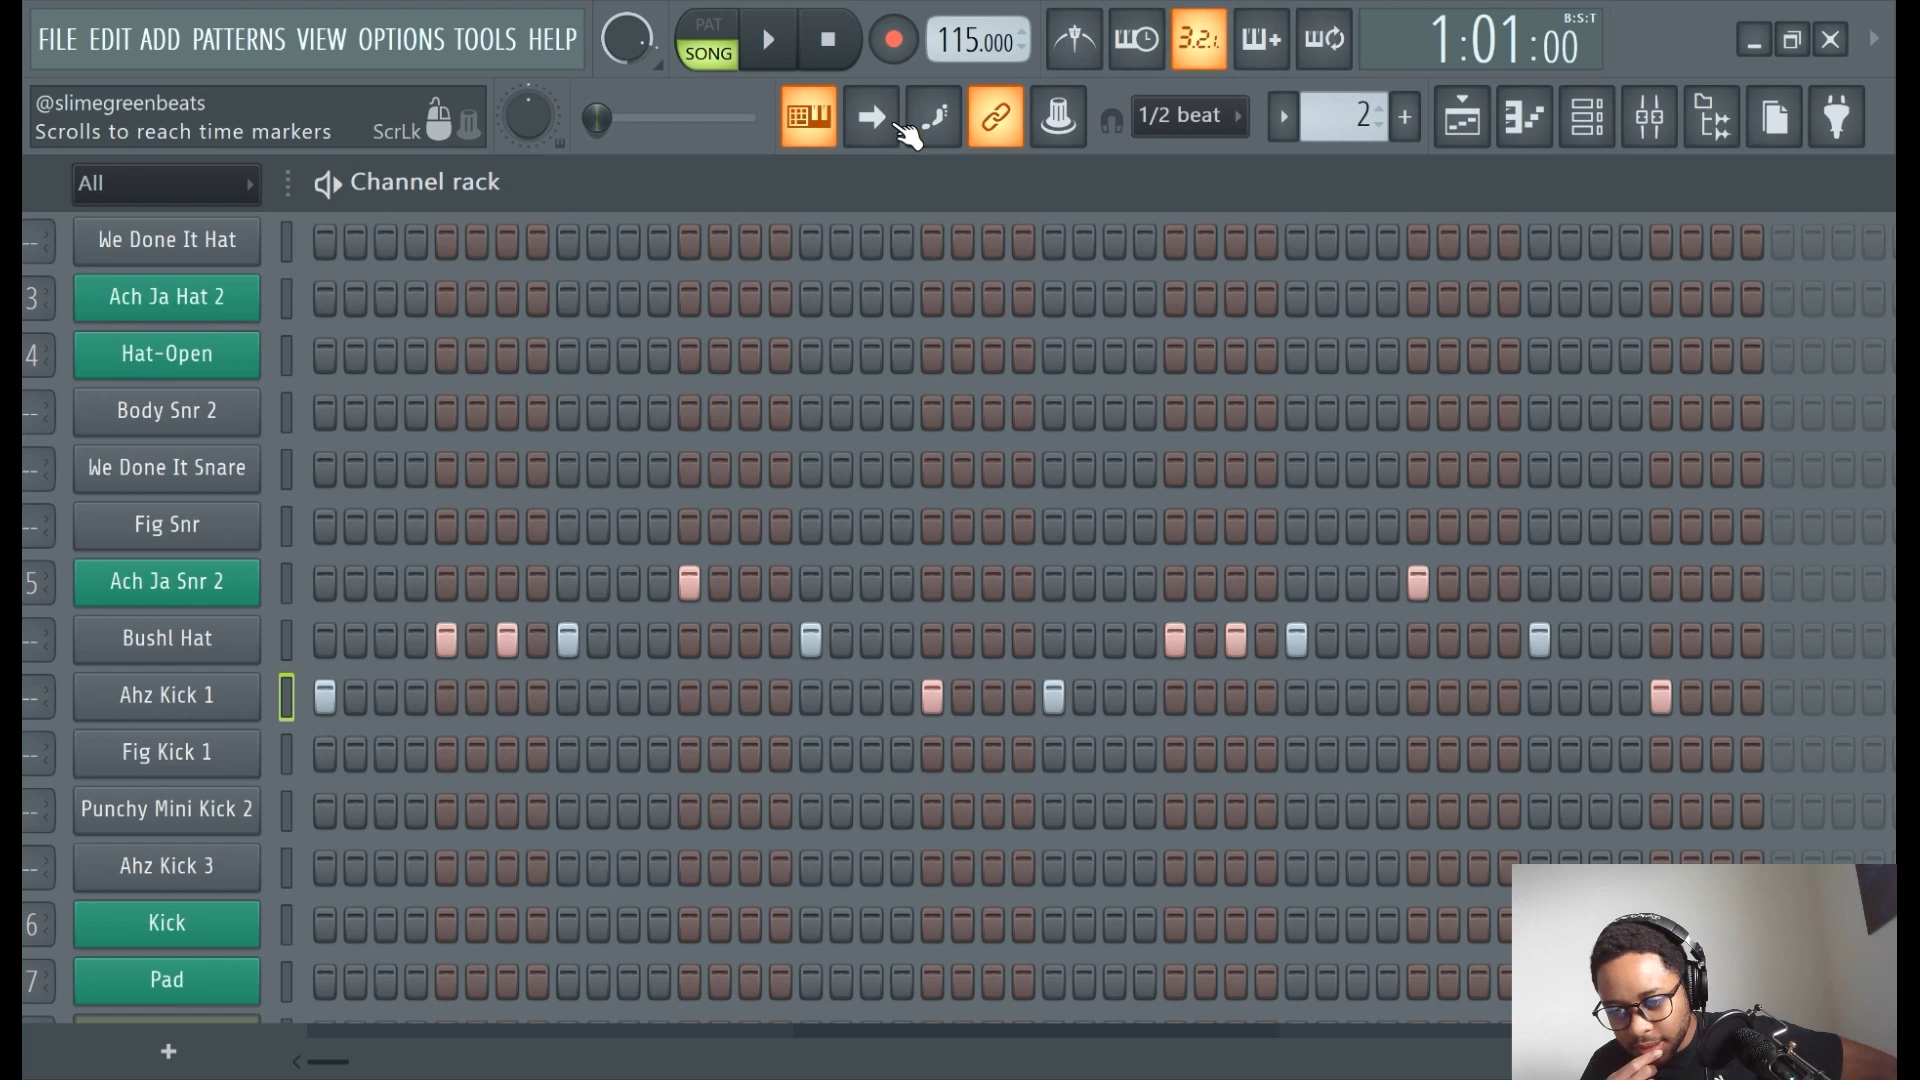 FILE EDIT ADD PATTERNS VIEW OPTIONS TOOLS HELP
PAT
SONG
115.000
3.2.1.
1:01:00
B:S:T
@slimegreenbeats
Scrolls to reach time markers ScrLk
1/2 beat
2
+
All
Channel rack
-- We Done It Hat
3 Ach Ja Hat 2
4 Hat-Open
-- Body Snr 2
-- We Done It Snare
-- Fig Snr
5 Ach Ja Snr 2
-- Bushl Hat
-- Ahz Kick 1
-- Fig Kick 1
-- Punchy Mini Kick 2
-- Ahz Kick 3
6 Kick
7 Pad
+